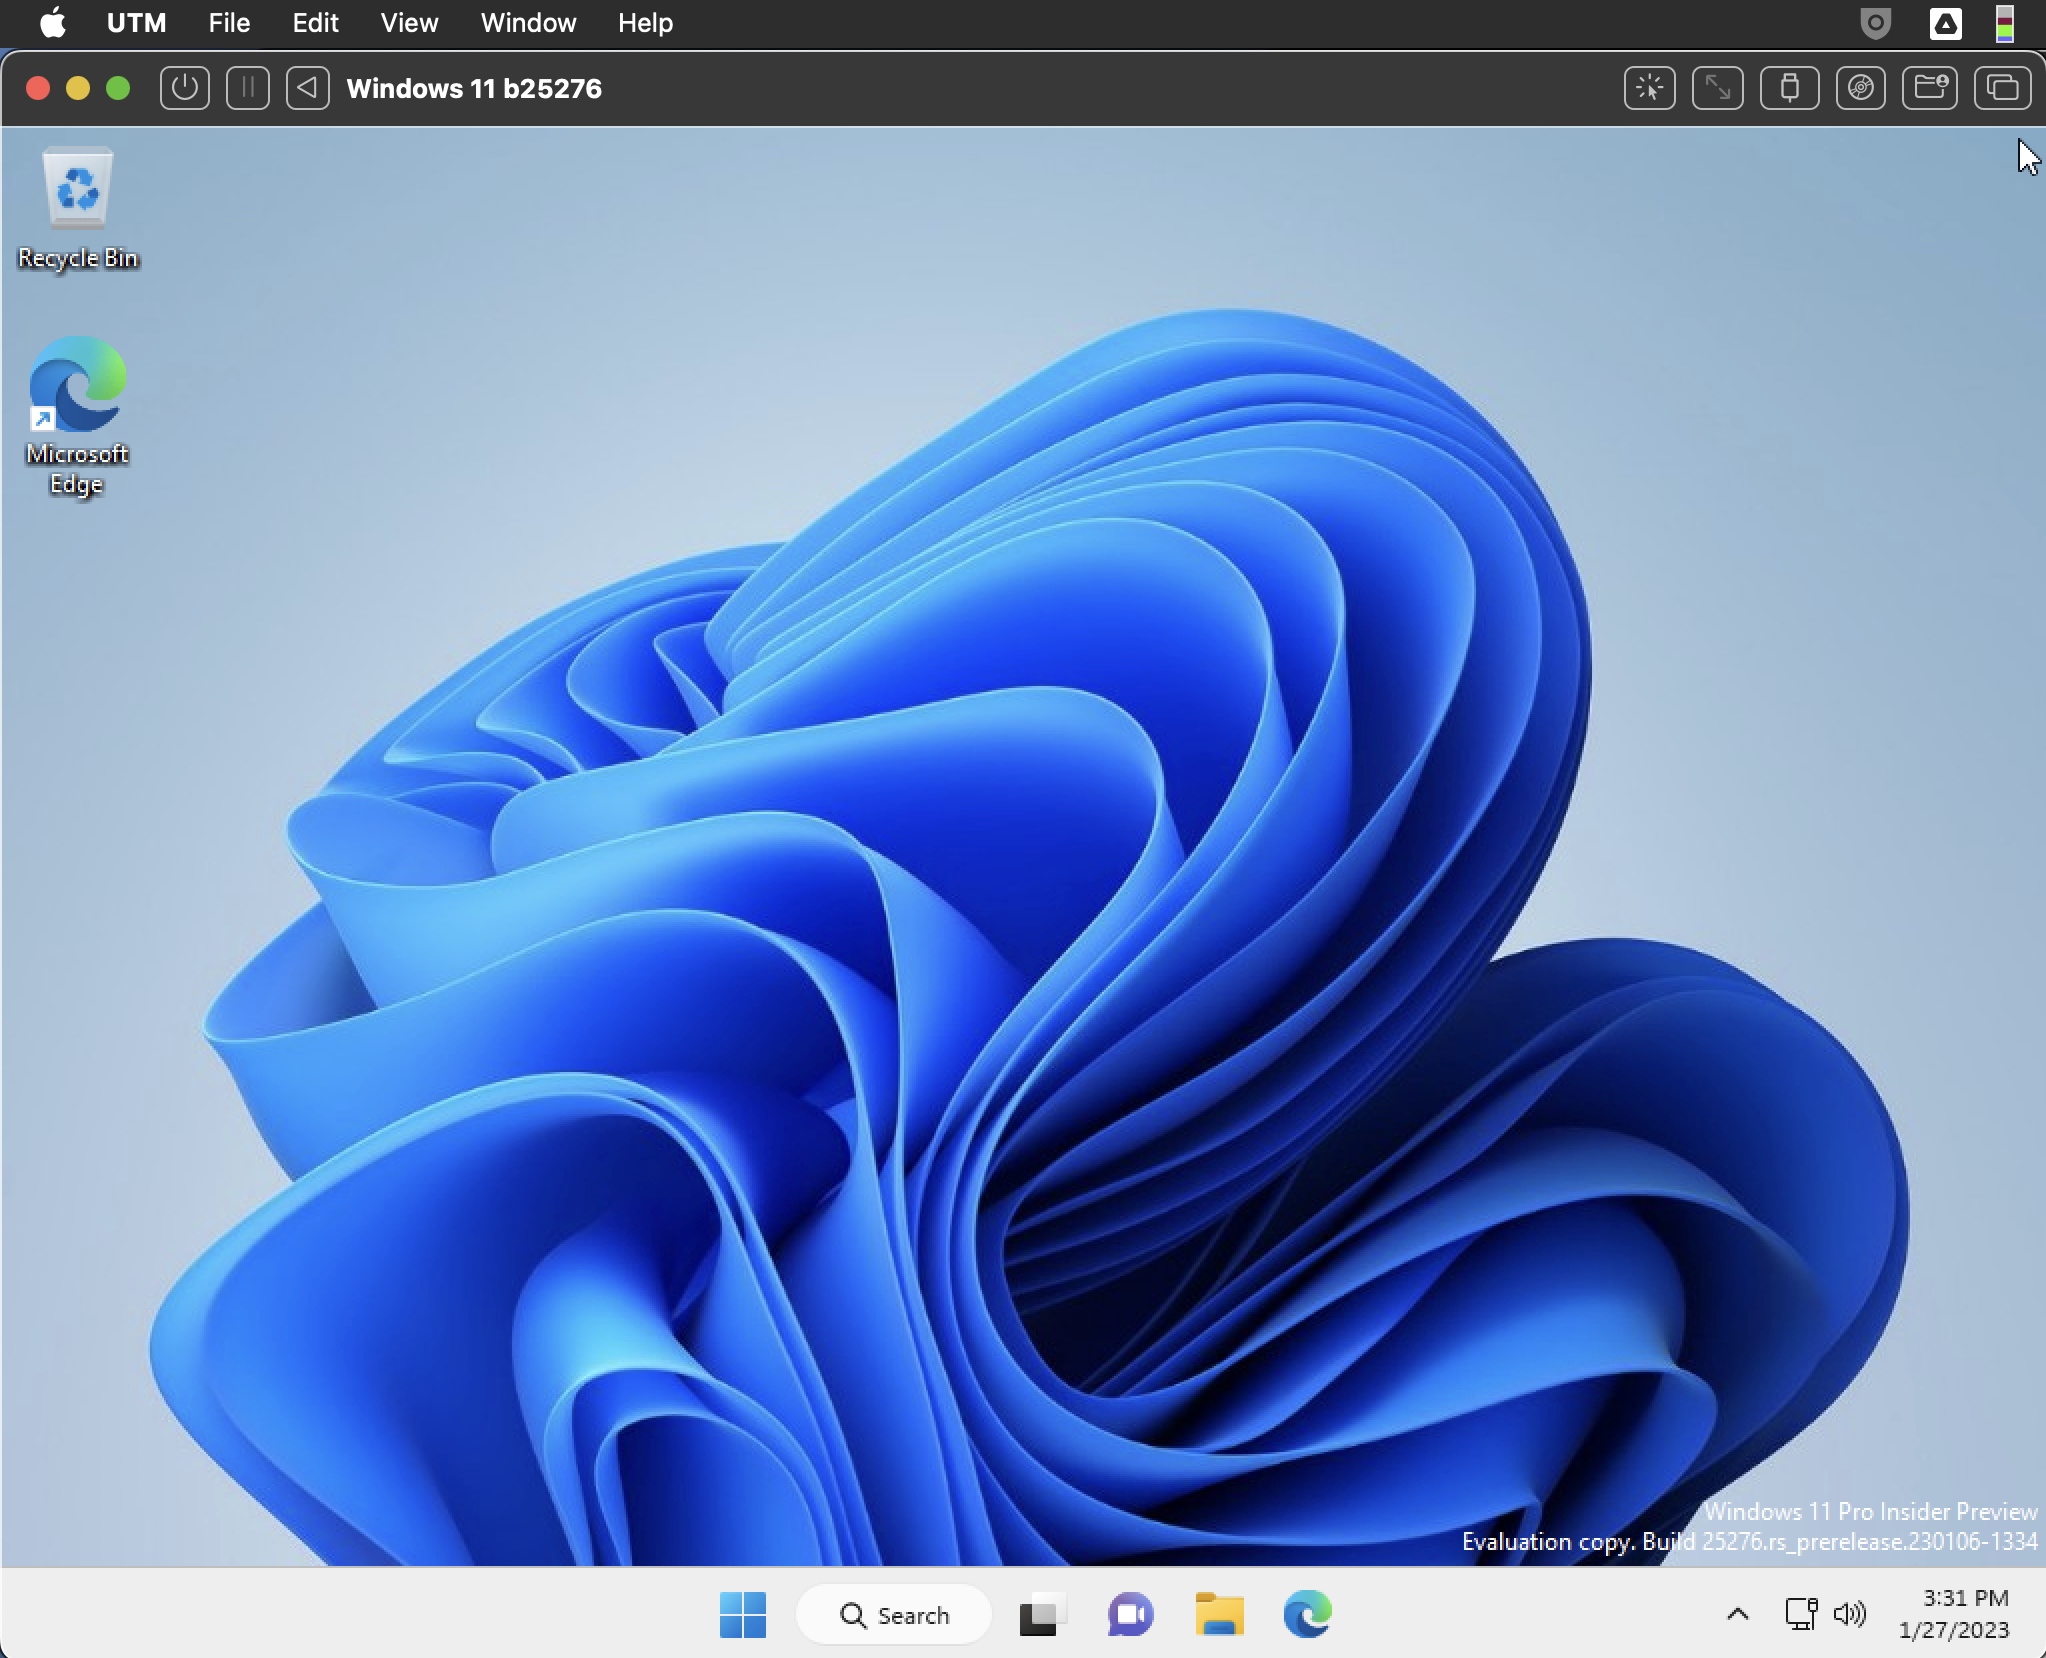 UTM File Edit View Window Help
Windows 11 b25276
Recycle Bin
Microsoft
Edge
Windows 11 Pro Insider Preview
Evaluation copy. Build 25276.rs_prerelease.230106-1334
Search
3:31 PM
1/27/2023